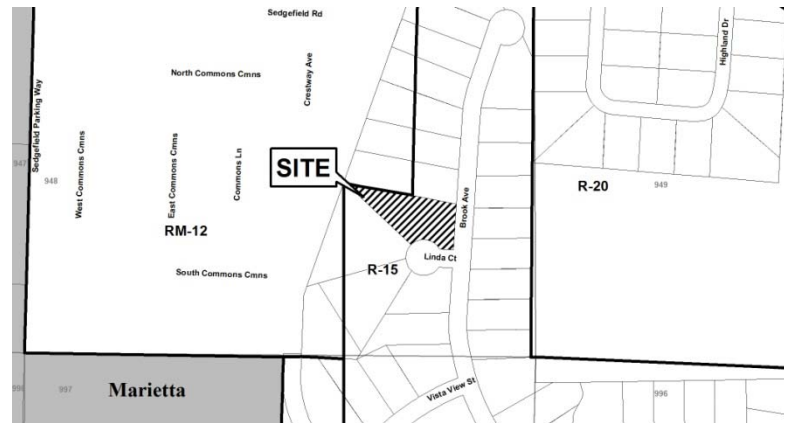 Sedgefield Rd
North Commons Cmns
Crestway Ave
Highland Dr
Sedgefield Parking Way
West Commons Cmns
East Commons Cmns
Commons Ln
SITE
947
948
RM-12
Brook Ave
R-20
949
South Commons Cmns
R-15
Linda Ct
Marietta
997
Vista View St
996